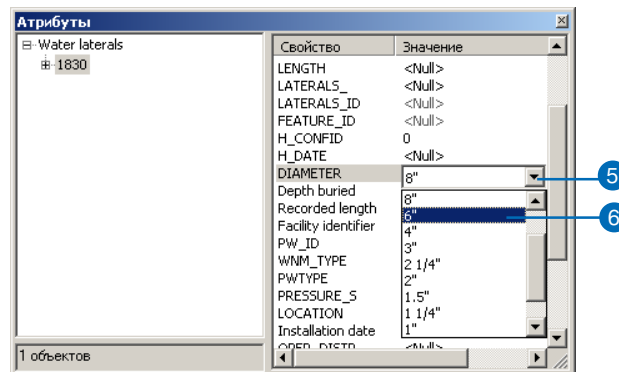 Атрибуты
Water laterals
1830
Свойство Значение
LENGTH <Null>
LATERALS_ <Null>
LATERALS_ID <Null>
FEATURE_ID <Null>
H_CONFID 0
H_DATE <Null>
DIAMETER 8"
Depth buried
Recorded length
Facility identifier
PW_ID
WNM_TYPE
PWTYPE
PRESSURE_S
LOCATION
Installation date
OPER_DISTR <Null>
8"
6"
4"
3"
2 1/4"
2"
1.5"
1 1/4"
1"
5
6
1 объектов